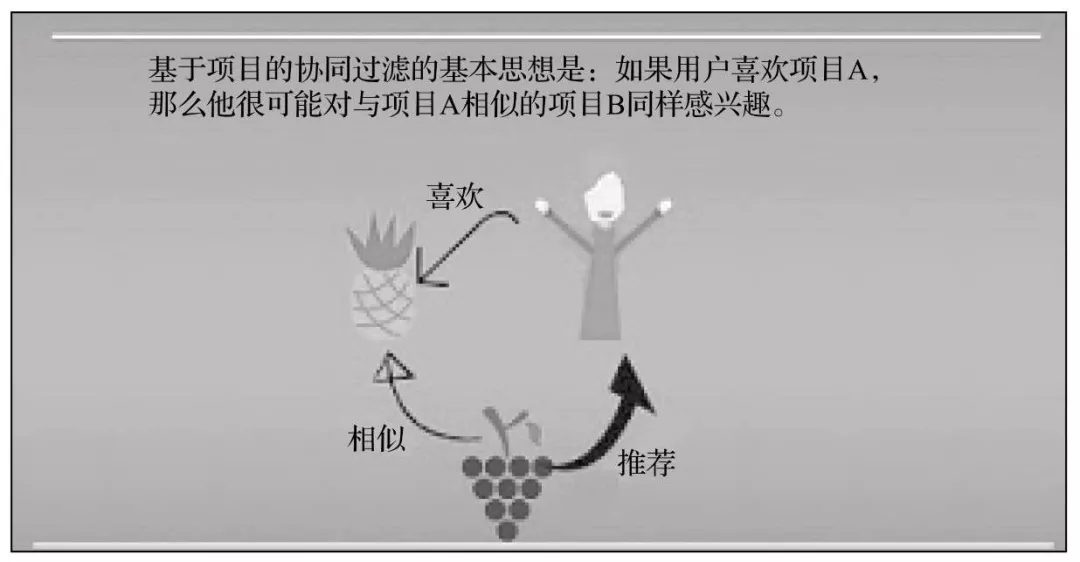 基于项目的协同过滤的基本思想是：如果用户喜欢项目A，
那么他很可能对与项目A相似的项目B同样感兴趣。
喜欢
相似
推荐